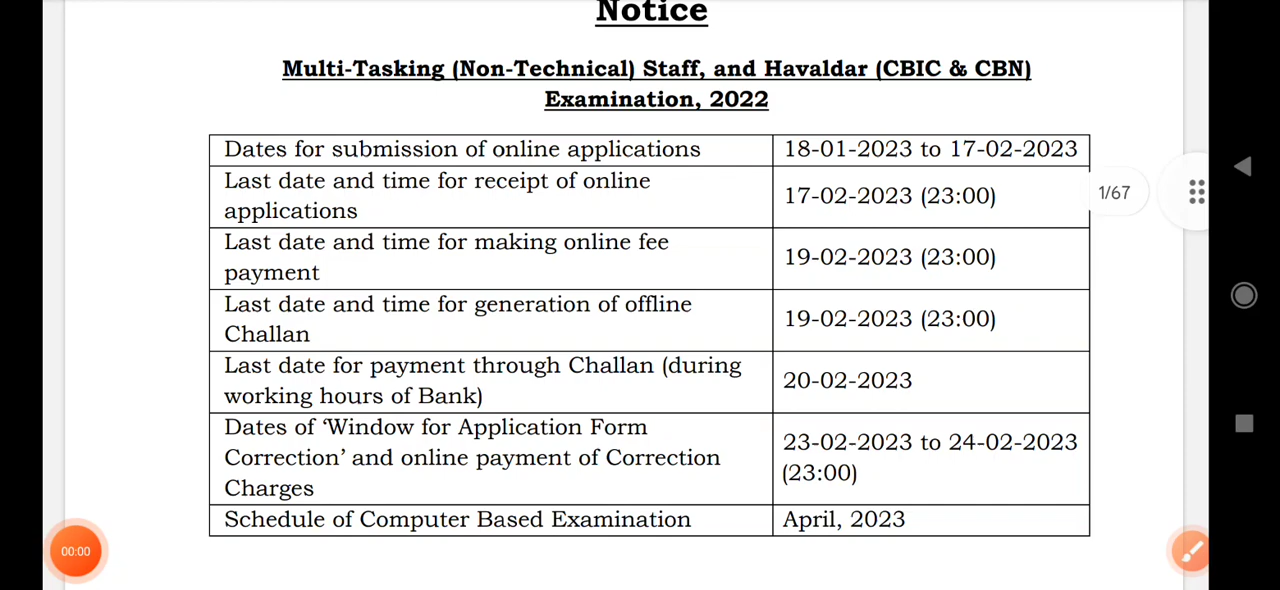 Notice
Multi-Tasking (Non-Technical) Staff, and Havaldar (CBIC & CBN)
Examination, 2022
Dates for submission of online applications
18-01-2023 to 17-02-2023
Last date and time for receipt of online
applications
17-02-2023 (23:00)
1/67
Last date and time for making online fee
payment
19-02-2023 (23:00)
Last date and time for generation of offline
Challan
19-02-2023 (23:00)
Last date for payment through Challan (during
working hours of Bank)
20-02-2023
Dates of ‘Window for Application Form
Correction’ and online payment of Correction
Charges
23-02-2023 to 24-02-2023
(23:00)
Schedule of Computer Based Examination
April, 2023
00:00